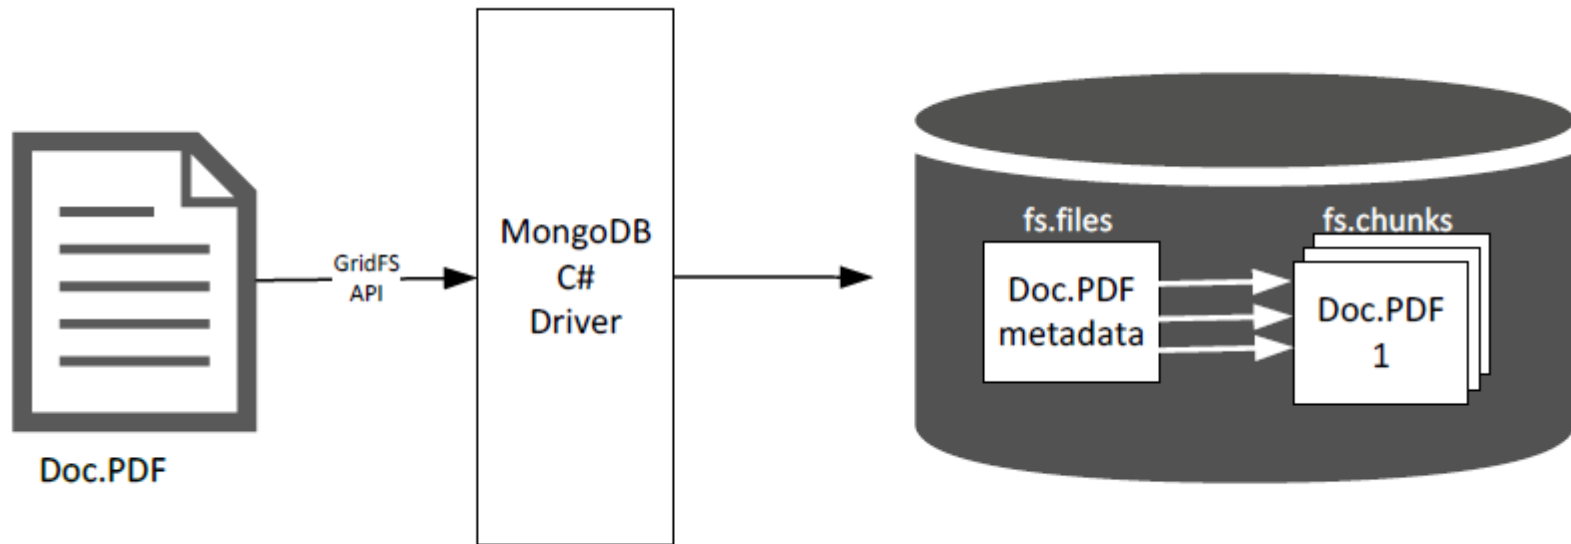 Doc.PDF
GridFS
API
MongoDB
C#
Driver
fs.files
Doc.PDF
metadata
fs.chunks
Doc.PDF
1